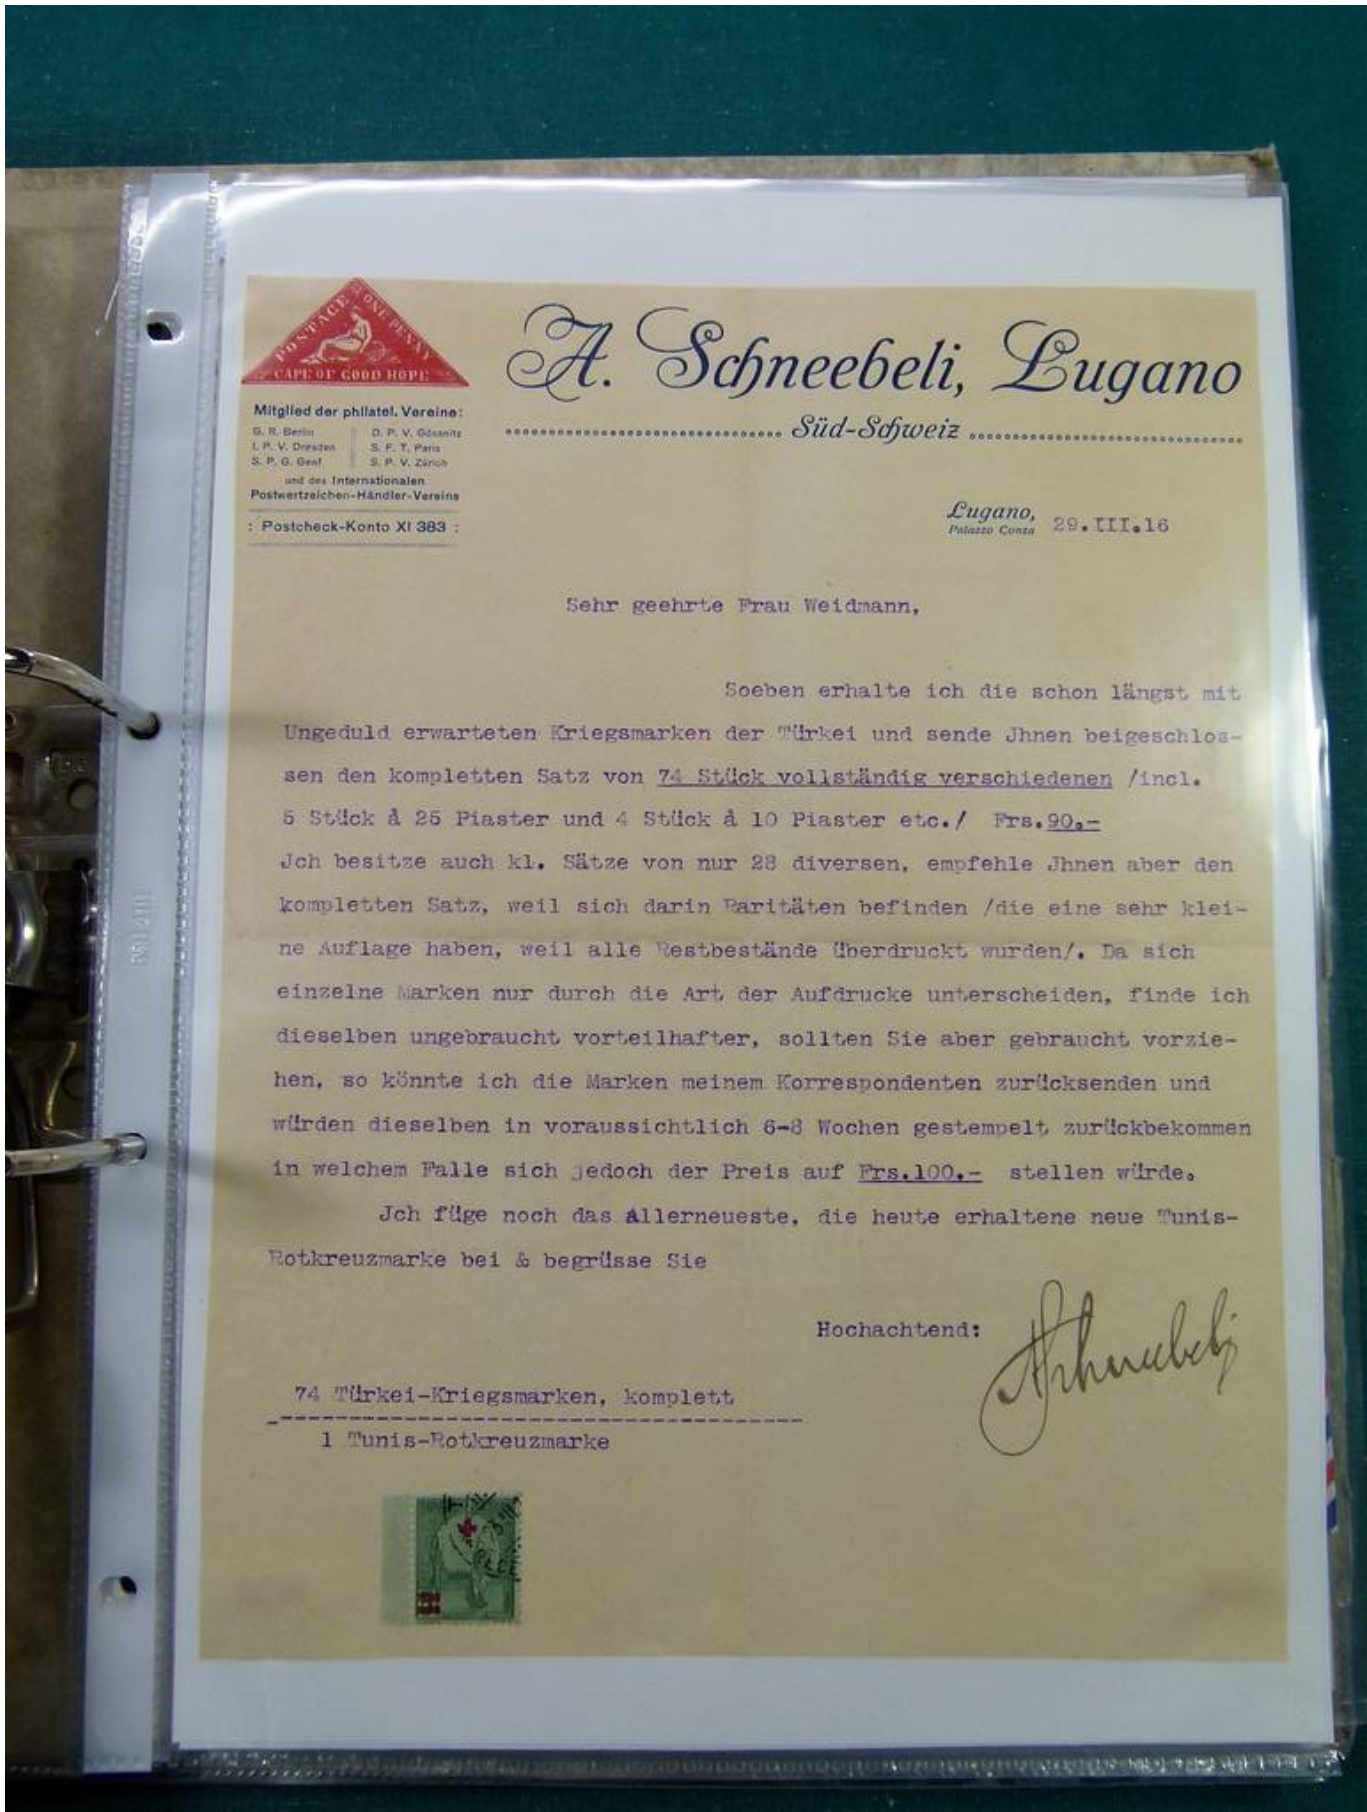 POSTAGE ONE PENNY
CAPE OF GOOD HOPE
A. Schneebeli, Lugano
Süd-Schweiz
Mitglied der philatel. Vereine:
G. R. Berlin
I. P. V. Dresden
S. P. G. Genf
D. P. V. Gössnitz
S. F. T. Paris
S. P. V. Zürich
und des Internationalen
Postwertzeichen-Händler-Vereins
: Postcheck-Konto XI 383 :
Lugano, 29.III.16
Palazzo Conza
Sehr geehrte Frau Weidmann,
Soeben erhalte ich die schon längst mit
Ungeduld erwarteten Kriegsmarken der Türkei und sende Jhnen beigeschlos-
sen den kompletten Satz von 74 Stück vollständig verschiedenen /incl.
5 Stück à 25 Piaster und 4 Stück à 10 Piaster etc./ Frs.90.-
Jch besitze auch kl. Sätze von nur 28 diversen, empfehle Jhnen aber den
kompletten Satz, weil sich darin Raritäten befinden /die eine sehr klei-
ne Auflage haben, weil alle Restbestände überdruckt wurden/. Da sich
einzelne Marken nur durch die Art der Aufdrucke unterscheiden, finde ich
dieselben ungebraucht vorteilhafter, sollten Sie aber gebraucht vorzie-
hen, so könnte ich die Marken meinem Korrespondenten zurücksenden und
würden dieselben in voraussichtlich 6-8 Wochen gestempelt zurückbekommen
in welchem Falle sich jedoch der Preis auf Frs.100.- stellen würde.
Jch füge noch das Allerneueste, die heute erhaltene neue Tunis-
Rotkreuzmarke bei & begrüsse Sie
Hochachtend:
A Schneebeli
74 Türkei-Kriegsmarken, komplett
1 Tunis-Rotkreuzmarke